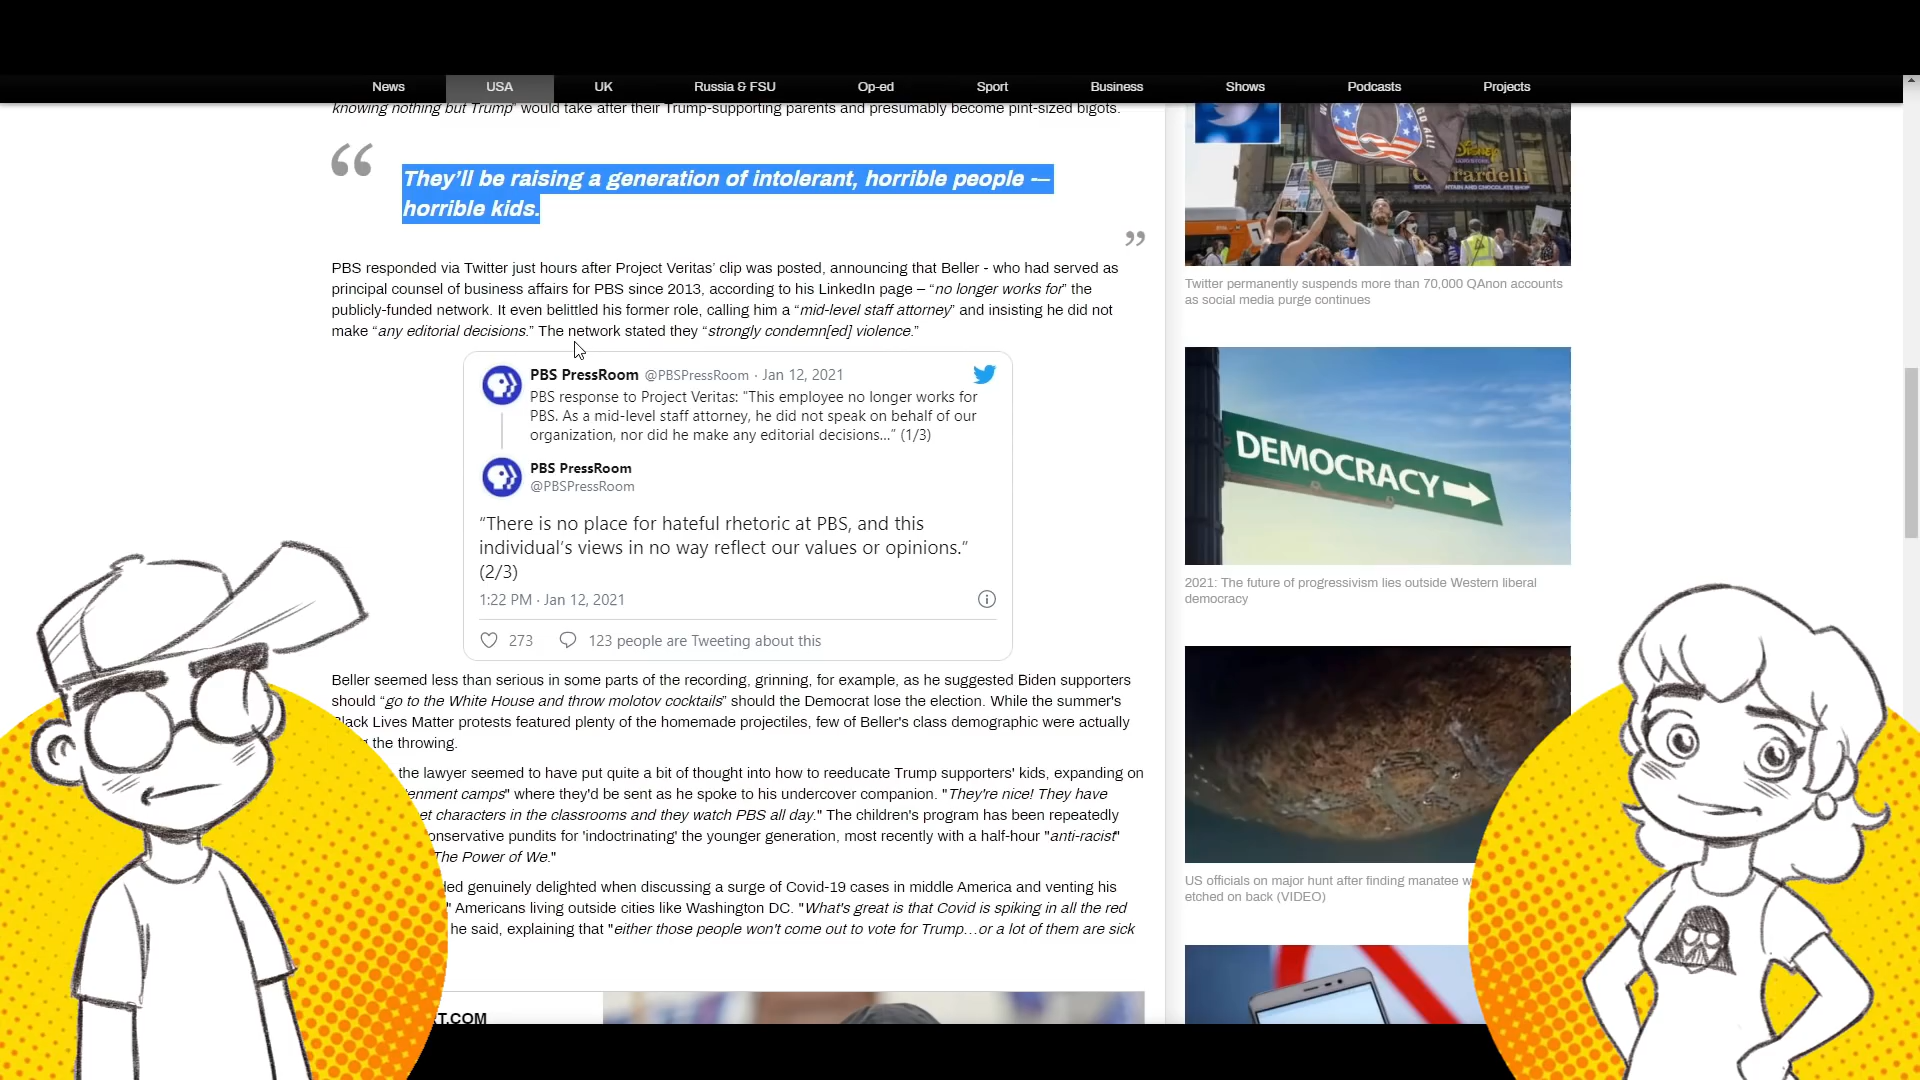 News USA UK Russia & FSU Op-ed Sport Business Shows Podcasts Projects
knowing nothing but Trump" would take after their Trump-supporting parents and presumably become pint-sized bigots.
“
They’ll be raising a generation of intolerant, horrible people –– 
horrible kids.
”
PBS responded via Twitter just hours after Project Veritas’ clip was posted, announcing that Beller - who had served as
principal counsel of business affairs for PBS since 2013, according to his LinkedIn page – “no longer works for” the
publicly-funded network. It even belittled his former role, calling him a “mid-level staff attorney” and insisting he did not
make “any editorial decisions.” The network stated they “strongly condemn[ed] violence.”
PBS PressRoom @PBSPressRoom · Jan 12, 2021
PBS response to Project Veritas: "This employee no longer works for
PBS. As a mid-level staff attorney, he did not speak on behalf of our
organization, nor did he make any editorial decisions…” (1/3)
PBS PressRoom
@PBSPressRoom
“There is no place for hateful rhetoric at PBS, and this
individual’s views in no way reflect our values or opinions.”
(2/3)
1:22 PM · Jan 12, 2021
273 123 people are Tweeting about this
Beller seemed less than serious in some parts of the recording, grinning, for example, as he suggested Biden supporters
should “go to the White House and throw molotov cocktails” should the Democrat lose the election. While the summer's
Black Lives Matter protests featured plenty of the homemade projectiles, few of Beller's class demographic were actually
the throwing.
the lawyer seemed to have put quite a bit of thought into how to reeducate Trump supporters' kids, expanding on
tenment camps" where they'd be sent as he spoke to his undercover companion. "They're nice! They have
et characters in the classrooms and they watch PBS all day." The children's program has been repeatedly
onservative pundits for 'indoctrinating' the younger generation, most recently with a half-hour "anti-racist"
The Power of We."
ded genuinely delighted when discussing a surge of Covid-19 cases in middle America and venting his
" Americans living outside cities like Washington DC. "What's great is that Covid is spiking in all the red
he said, explaining that "either those people won't come out to vote for Trump…or a lot of them are sick
RT.COM
GO ALL!
Disney
Ghirardelli
SODA FOUNTAIN AND CHOCOLATE SHOP
Twitter permanently suspends more than 70,000 QAnon accounts
as social media purge continues
DEMOCRACY
2021: The future of progressivism lies outside Western liberal
democracy
US officials on major hunt after finding manatee w
etched on back (VIDEO)